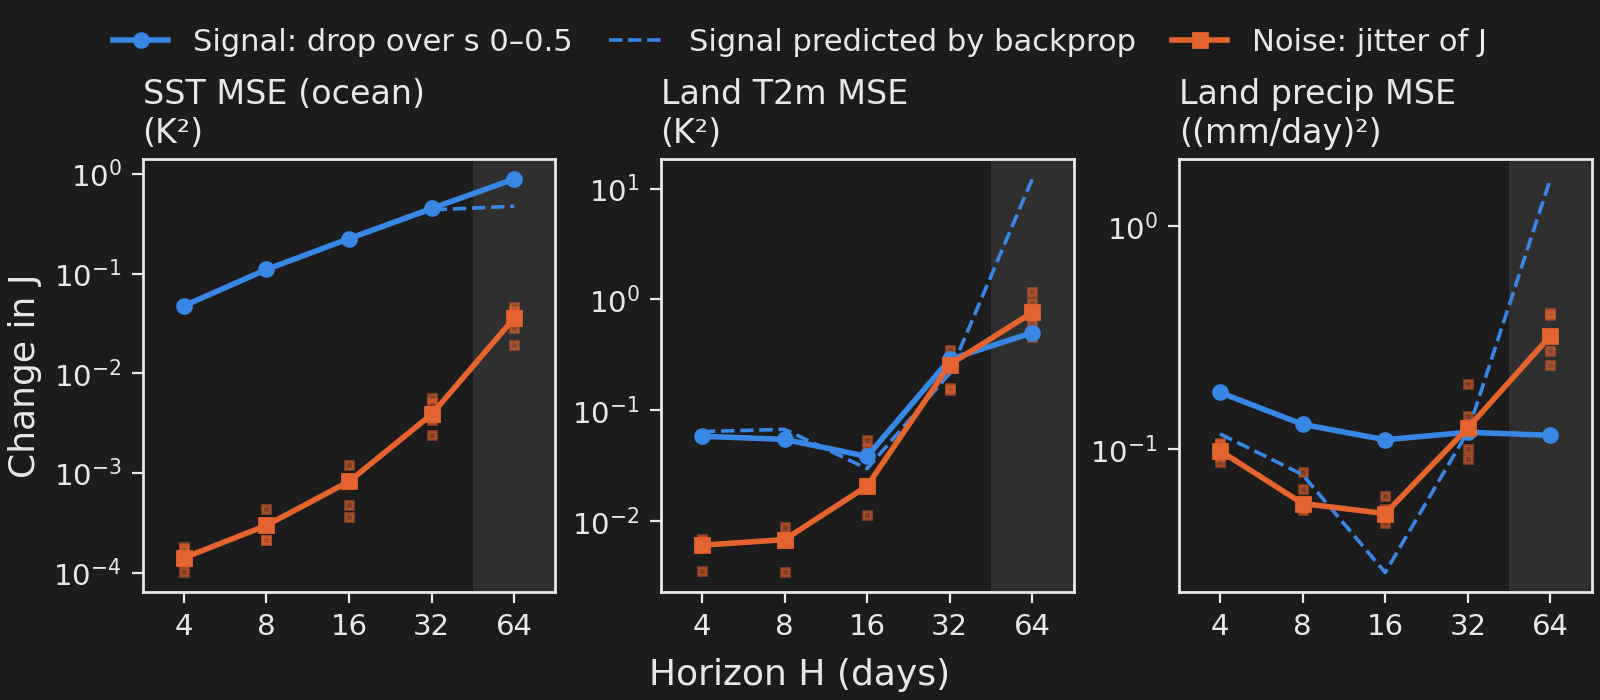 Signal: drop over s 0–0.5 Signal predicted by backprop Noise: jitter of J
SST MSE (ocean)
(K²)
Land T2m MSE
(K²)
Land precip MSE
((mm/day)²)
Change in J
10⁰
10⁻¹
10⁻²
10⁻³
10⁻⁴
4 8 16 32 64
10¹
10⁰
10⁻¹
10⁻²
4 8 16 32 64
10⁰
10⁻¹
4 8 16 32 64
Horizon H (days)